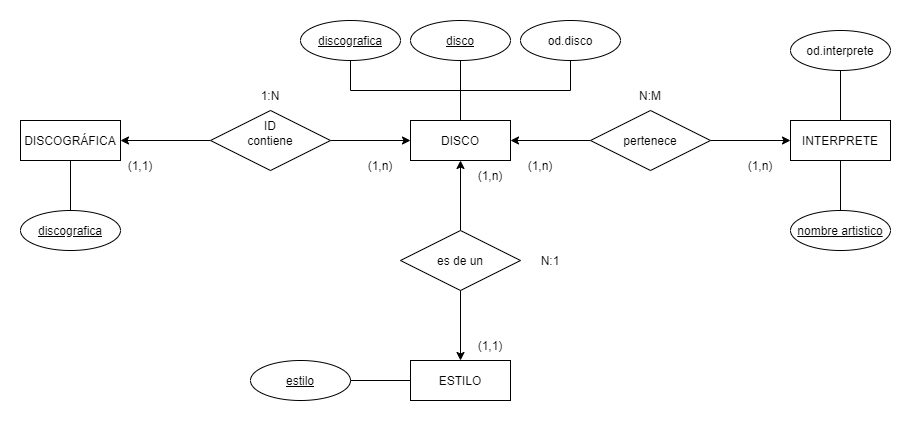 discografica
disco
od.disco
od.interprete
1:N
N:M
ID
contiene
DISCOGRÁFICA
DISCO
pertenece
INTERPRETE
(1,1)
(1,n)
(1,n)
(1,n)
(1,n)
discografica
nombre artistico
es de un
N:1
(1,1)
estilo
ESTILO